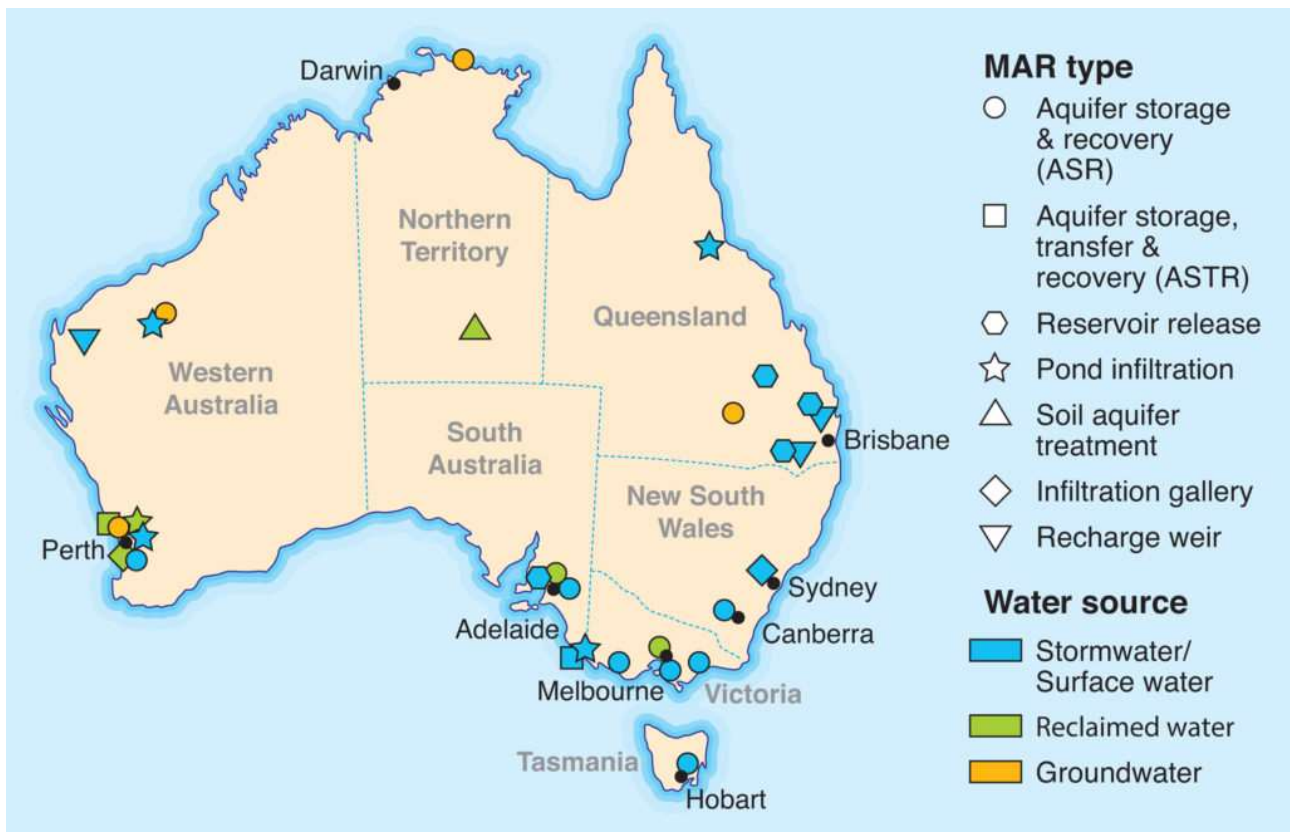 Darwin
Northern
Territory
Queensland
Western
Australia
South
Australia
Brisbane
New South
Wales
Perth
Sydney
Adelaide
Canberra
Melbourne
Victoria
Tasmania
Hobart
MAR type
Aquifer storage
& recovery
(ASR)
Aquifer storage,
transfer &
recovery (ASTR)
Reservoir release
Pond infiltration
Soil aquifer
treatment
Infiltration gallery
Recharge weir
Water source
Stormwater/
Surface water
Reclaimed water
Groundwater